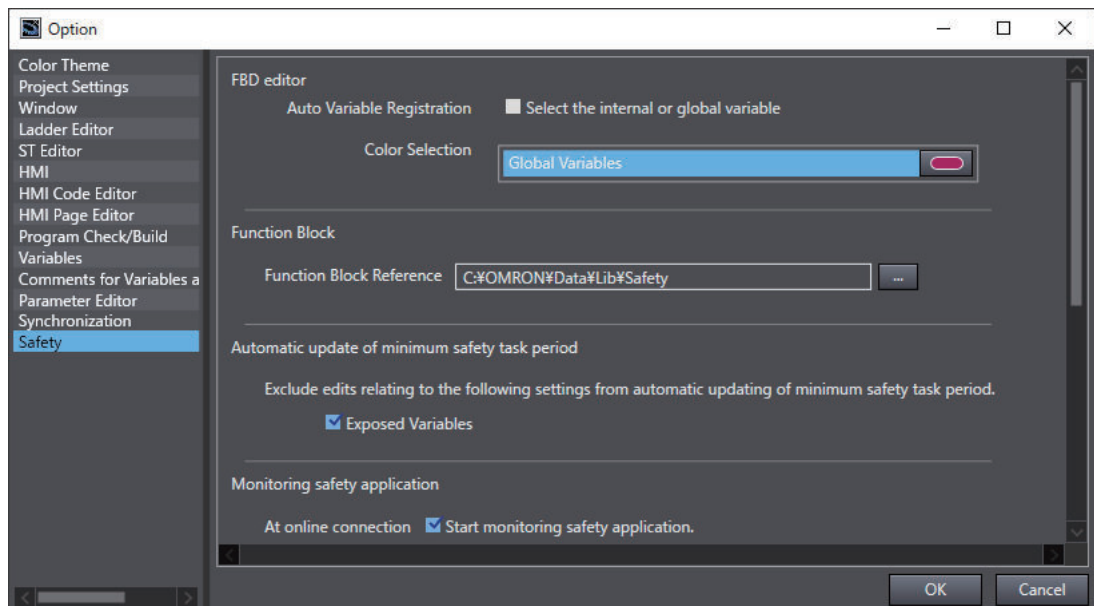 Option
Color Theme
Project Settings
Window
Ladder Editor
ST Editor
HMI
HMI Code Editor
HMI Page Editor
Program Check/Build
Variables
Comments for Variables a
Parameter Editor
Synchronization
Safety
FBD editor
Auto Variable Registration Select the internal or global variable
Color Selection Global Variables
Function Block
Function Block Reference C:¥OMRON¥Data¥Lib¥Safety ...
Automatic update of minimum safety task period
Exclude edits relating to the following settings from automatic updating of minimum safety task period.
Exposed Variables
Monitoring safety application
At online connection Start monitoring safety application.
OK Cancel